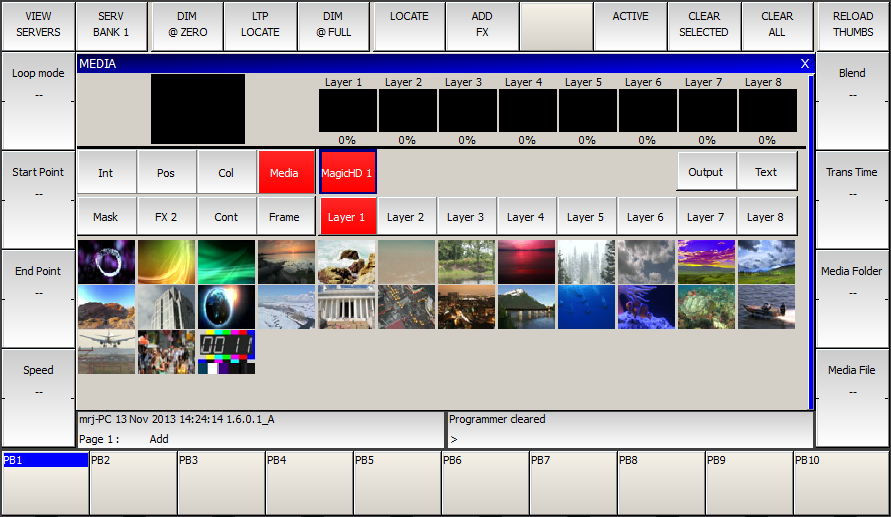 VIEW SERVERS
SERV BANK 1
DIM @ ZERO
LTP LOCATE
DIM @ FULL
LOCATE
ADD FX
ACTIVE
CLEAR SELECTED
CLEAR ALL
RELOAD THUMBS
MEDIA X
Loop mode
--
Start Point
--
End Point
--
Speed
--
Layer 1 Layer 2 Layer 3 Layer 4 Layer 5 Layer 6 Layer 7 Layer 8
0% 0% 0% 0% 0% 0% 0% 0%
Int Pos Col Media MagicHD 1 Output Text
Mask FX 2 Cont Frame Layer 1 Layer 2 Layer 3 Layer 4 Layer 5 Layer 6 Layer 7 Layer 8
00 11
Blend
--
Trans Time
--
Media Folder
--
Media File
--
mrj-PC 13 Nov 2013 14:24:14 1.6.0.1_A
Page 1 : Add
Programmer cleared
>
PB1 PB2 PB3 PB4 PB5 PB6 PB7 PB8 PB9 PB10